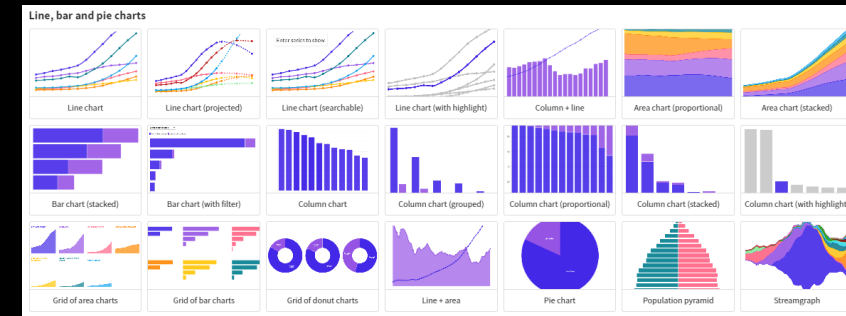 Line, bar and pie charts
Enter series to show
Line chart
Line chart (projected)
Line chart (searchable)
Line chart (with highlight)
Column + line
Area chart (proportional)
Area chart (stacked)
Bar chart (stacked)
Bar chart (with filter)
Column chart
Column chart (grouped)
Column chart (proportional)
Column chart (stacked)
Column chart (with highlight
Grid of area charts
Grid of bar charts
Grid of donut charts
Line + area
Pie chart
Population pyramid
Streamgraph